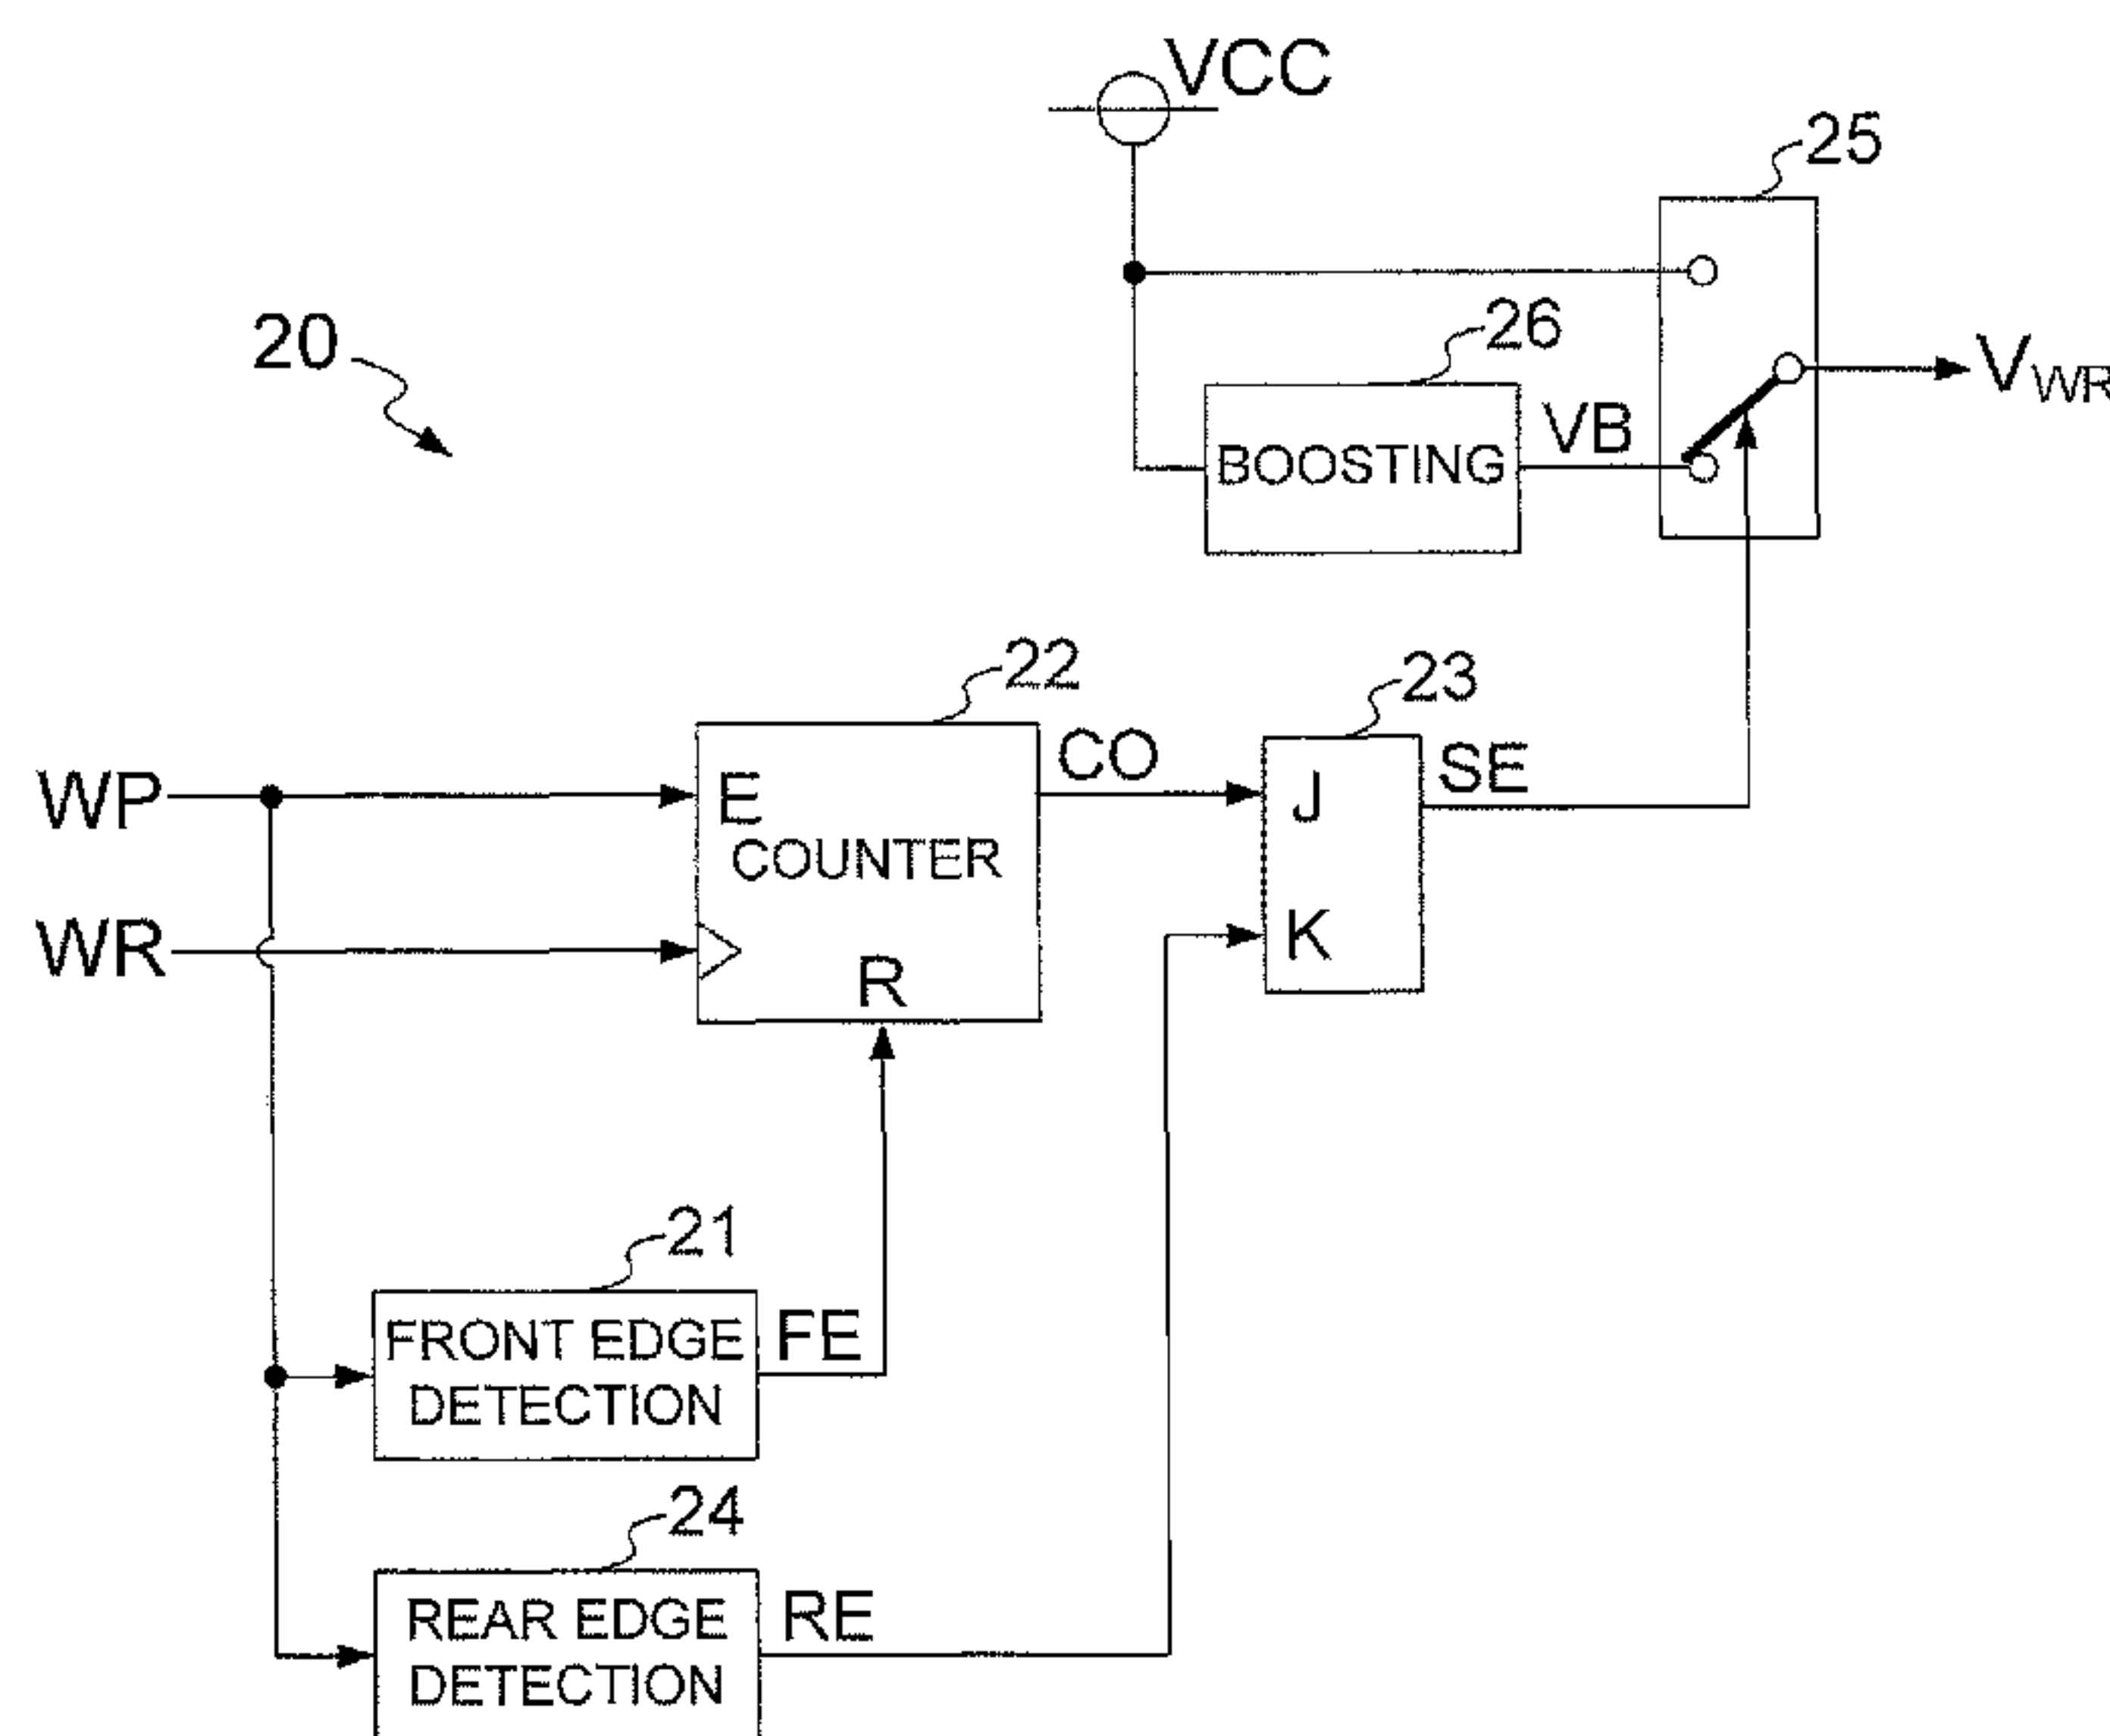 VCC
25
20
26
BOOSTING
VB
VWR
22
23
WP
E
COUNTER
CO
J
SE
WR
R
K
21
FRONT EDGE
DETECTION
FE
24
REAR EDGE
DETECTION
RE